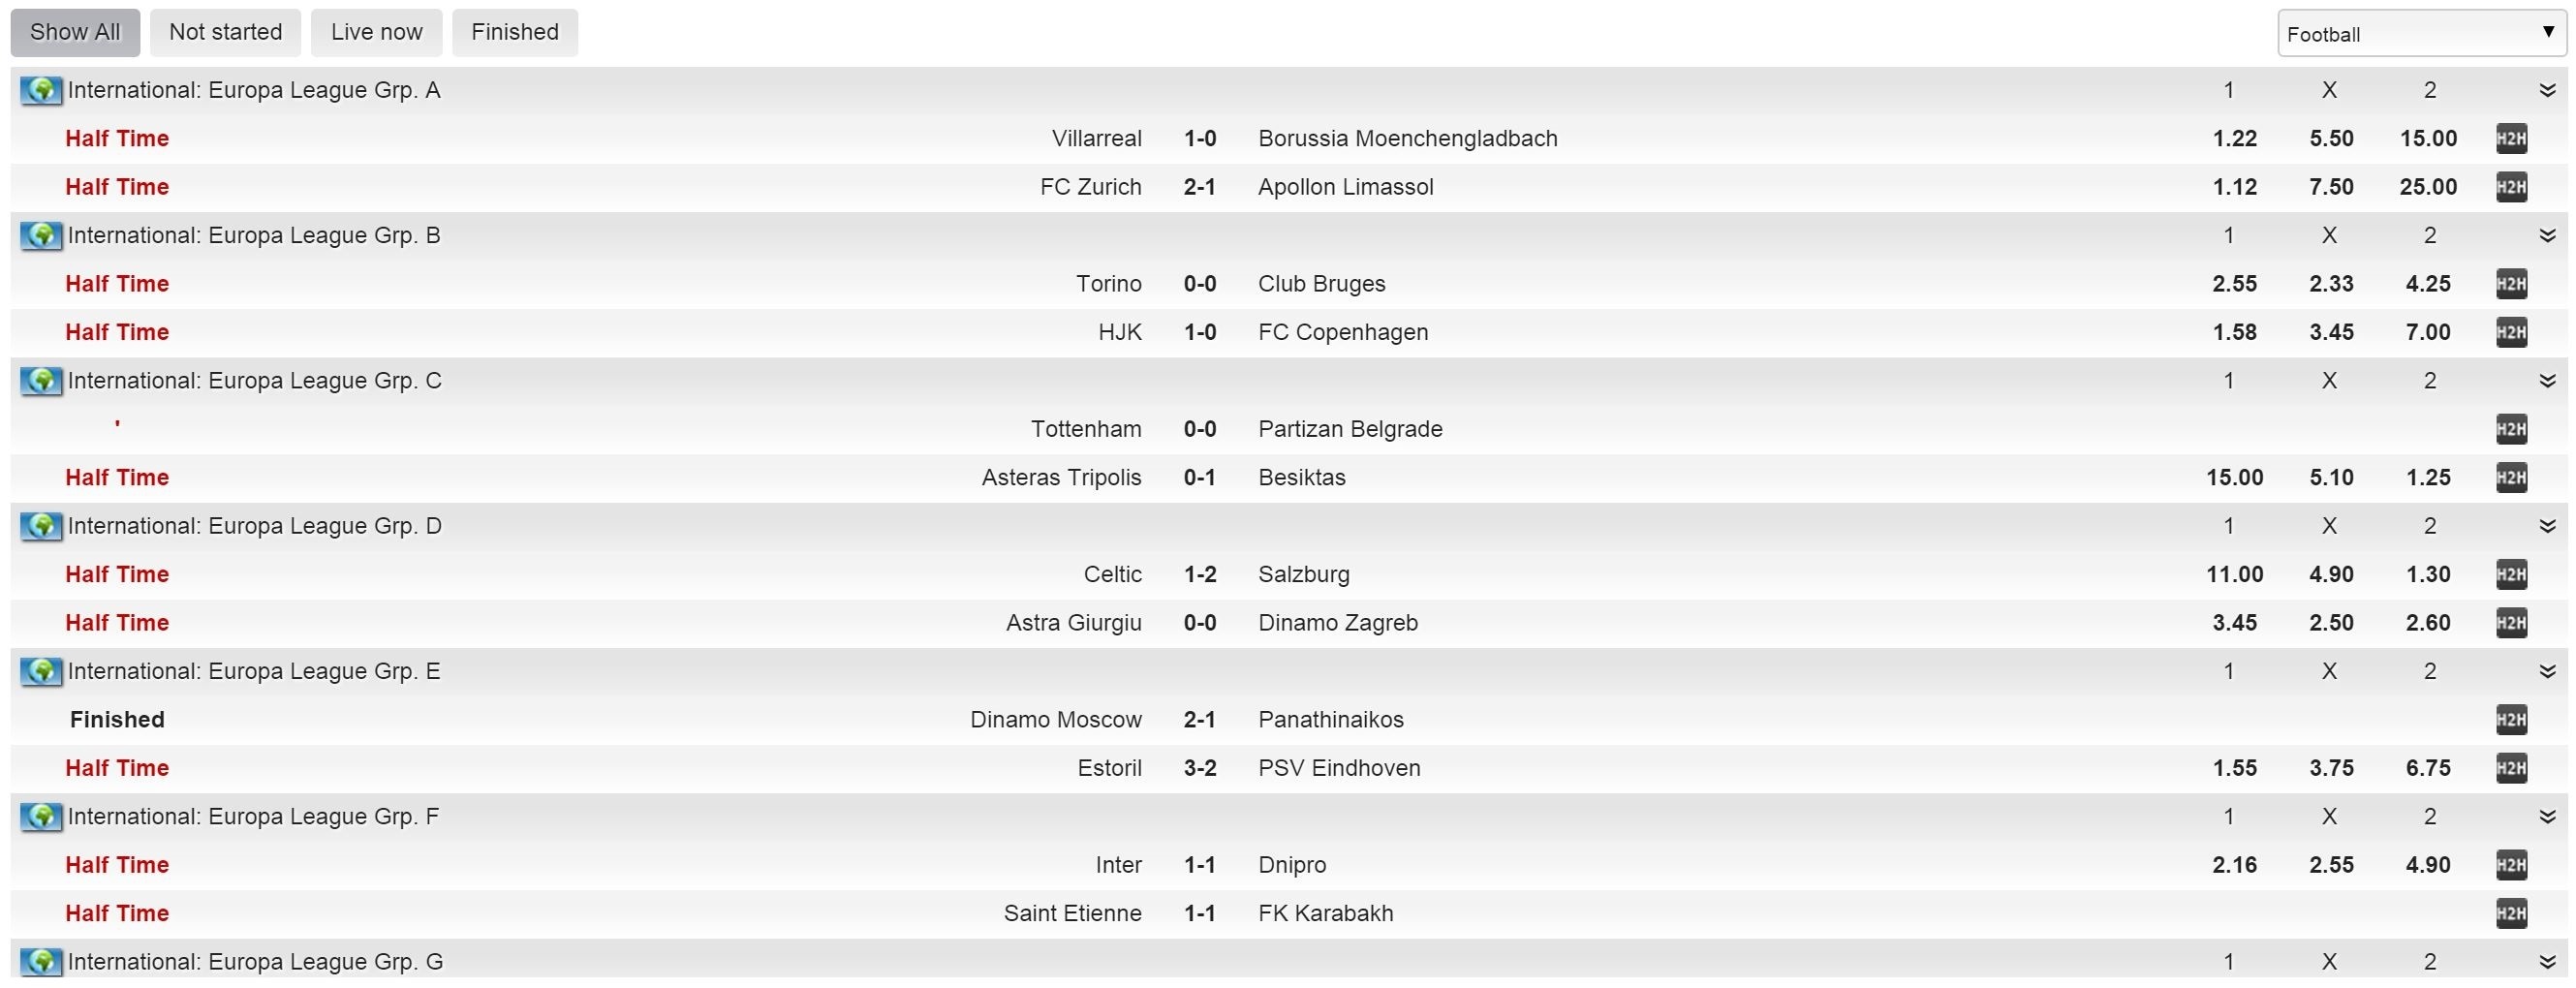 Show All Not started Live now Finished Football
International: Europa League Grp. A 1 X 2
Half Time Villarreal 1-0 Borussia Moenchengladbach 1.22 5.50 15.00 H2H
Half Time FC Zurich 2-1 Apollon Limassol 1.12 7.50 25.00 H2H
International: Europa League Grp. B 1 X 2
Half Time Torino 0-0 Club Bruges 2.55 2.33 4.25 H2H
Half Time HJK 1-0 FC Copenhagen 1.58 3.45 7.00 H2H
International: Europa League Grp. C 1 X 2
' Tottenham 0-0 Partizan Belgrade H2H
Half Time Asteras Tripolis 0-1 Besiktas 15.00 5.10 1.25 H2H
International: Europa League Grp. D 1 X 2
Half Time Celtic 1-2 Salzburg 11.00 4.90 1.30 H2H
Half Time Astra Giurgiu 0-0 Dinamo Zagreb 3.45 2.50 2.60 H2H
International: Europa League Grp. E 1 X 2
Finished Dinamo Moscow 2-1 Panathinaikos H2H
Half Time Estoril 3-2 PSV Eindhoven 1.55 3.75 6.75 H2H
International: Europa League Grp. F 1 X 2
Half Time Inter 1-1 Dnipro 2.16 2.55 4.90 H2H
Half Time Saint Etienne 1-1 FK Karabakh H2H
International: Europa League Grp. G 1 X 2